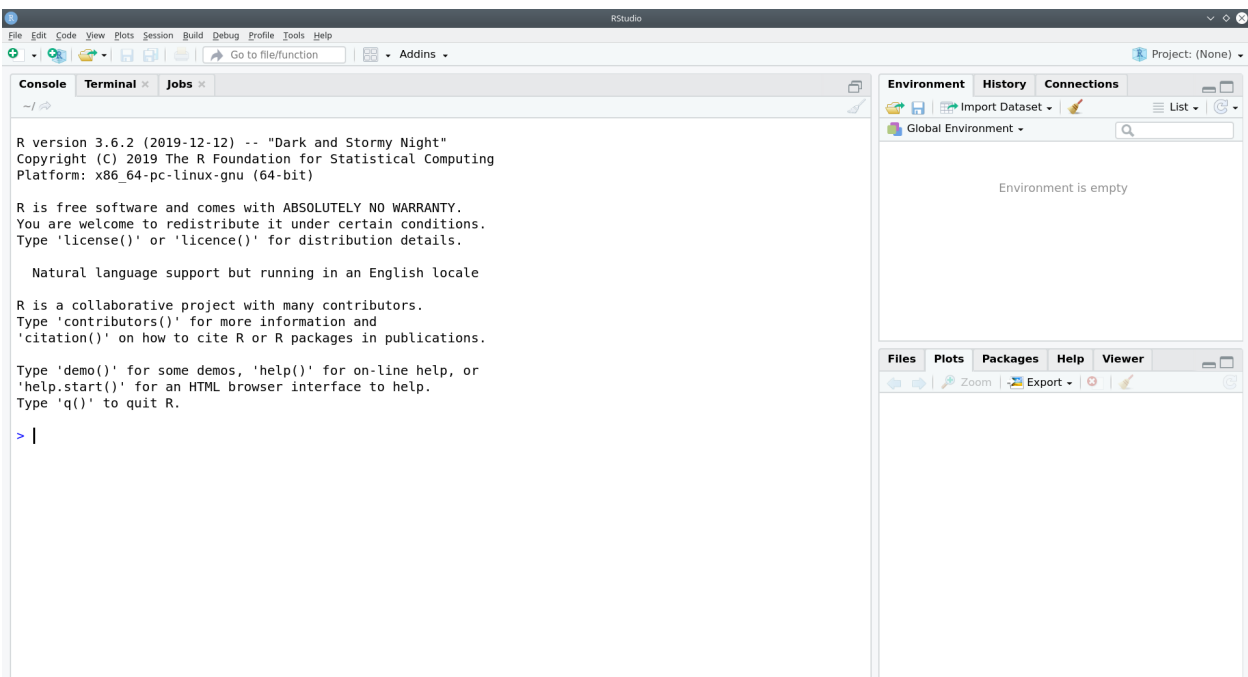 RStudio
File Edit Code View Plots Session Build Debug Profile Tools Help
Go to file/function Addins Project: (None)
Console Terminal Jobs
~/
R version 3.6.2 (2019-12-12) -- "Dark and Stormy Night"
Copyright (C) 2019 The R Foundation for Statistical Computing
Platform: x86_64-pc-linux-gnu (64-bit)
R is free software and comes with ABSOLUTELY NO WARRANTY.
You are welcome to redistribute it under certain conditions.
Type 'license()' or 'licence()' for distribution details.
Natural language support but running in an English locale
R is a collaborative project with many contributors.
Type 'contributors()' for more information and
'citation()' on how to cite R or R packages in publications.
Type 'demo()' for some demos, 'help()' for on-line help, or
'help.start()' for an HTML browser interface to help.
Type 'q()' to quit R.
>
Environment History Connections
Import Dataset List
Global Environment
Environment is empty
Files Plots Packages Help Viewer
Zoom Export